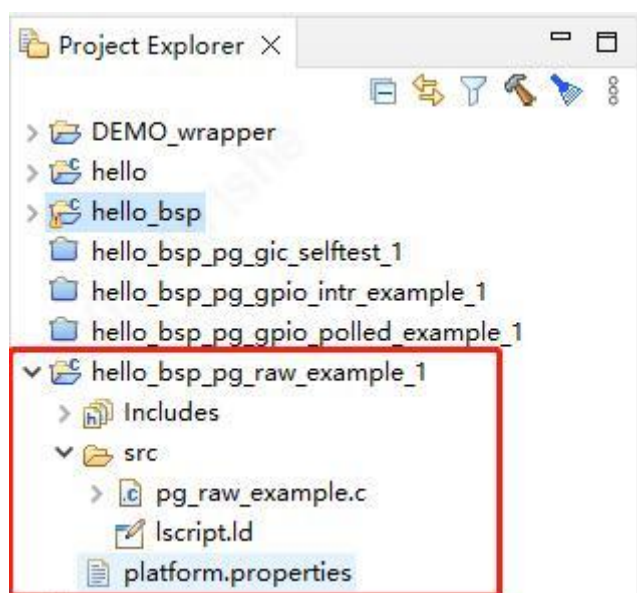 Project Explorer
DEMO_wrapper
hello
hello_bsp
hello_bsp_pg_gic_selftest_1
hello_bsp_pg_gpio_intr_example_1
hello_bsp_pg_gpio_polled_example_1
hello_bsp_pg_raw_example_1
Includes
src
pg_raw_example.c
lscript.ld
platform.properties